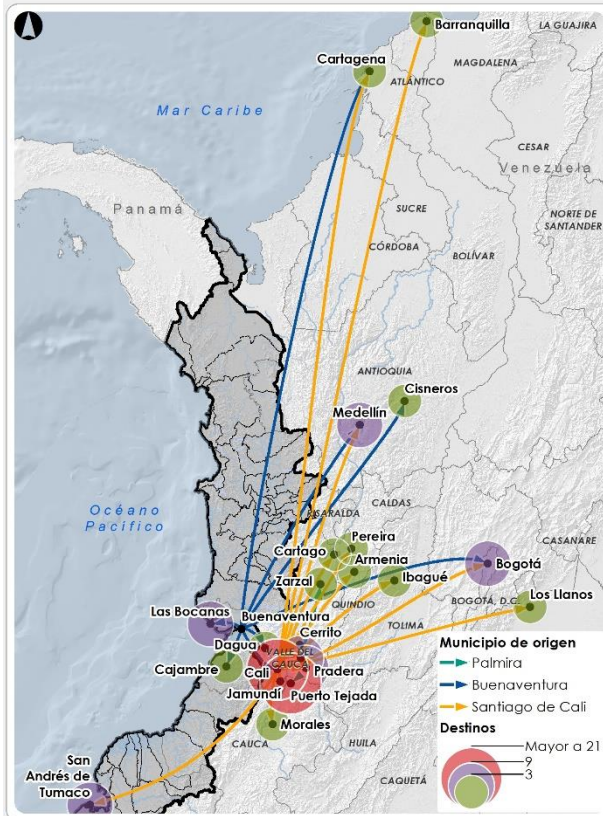 Barranquilla
LA GUAJIRA
Cartagena
MAGDALENA
ATLÁNTICO
Mar Caribe
CESAR
Venezuela
Panamá
SUCRE
NORTE DE
SANTANDER
CÓRDOBA
BOLÍVAR
ANTIOQUIA
Cisneros
Medellín
Océano
Pacífico
CALDAS
RISARALDA
CASANARE
Pereira
Cartago
Armenia
Bogotá
Zarzal
Ibagué
Los Llanos
QUINDIO
BOGOTÁ, D.C.
Las Bocanas
Buenaventura
TOLIMA
Cerrito
Dagua
VALLE DEL
CAUCA
Cajambre
Cali
Pradera
Jamundí
Puerto Tejada
Morales
CAUCA
HUILA
San
Andrés de
Tumaco
CAQUETÁ
Municipio de origen
Palmira
Buenaventura
Santiago de Cali
Destinos
Mayor a 21
9
3